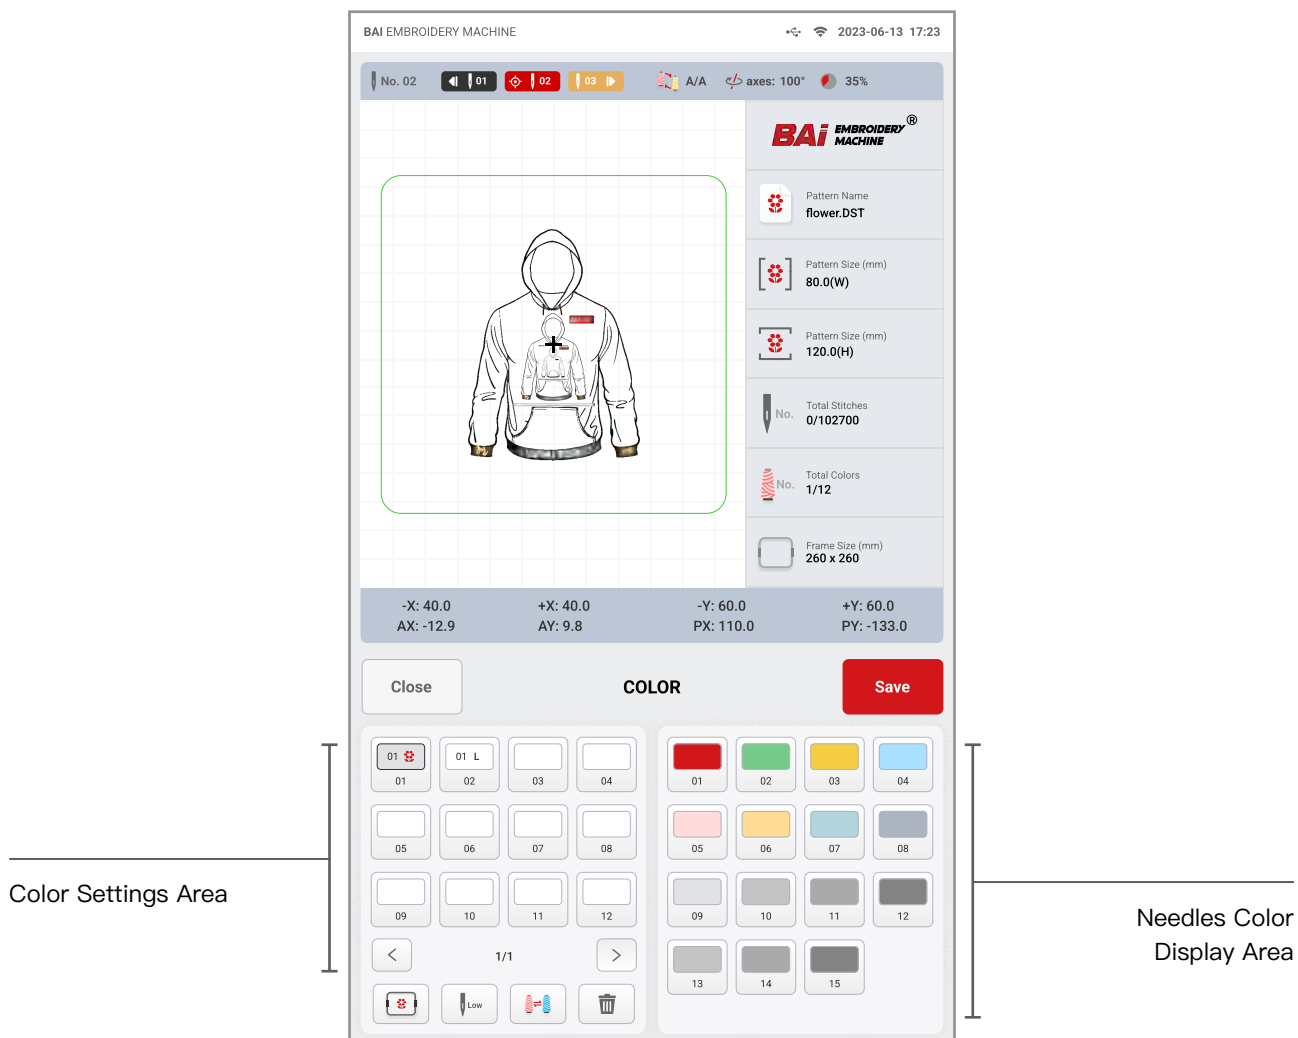 BAI EMBROIDERY MACHINE
2023-06-13 17:23
No. 02
01
02
03
A/A
axes: 100°
35%
BAi EMBROIDERY MACHINE ®
Pattern Name
flower.DST
Pattern Size (mm)
80.0(W)
Pattern Size (mm)
120.0(H)
No.
Total Stitches
0/102700
No.
Total Colors
1/12
Frame Size (mm)
260 x 260
-X: 40.0 +X: 40.0 -Y: 60.0 +Y: 60.0
AX: -12.9 AY: 9.8 PX: 110.0 PY: -133.0
Close
COLOR
Save
01 01 L
01 02 03 04
05 06 07 08
09 10 11 12
1/1
Low
01 02 03 04
05 06 07 08
09 10 11 12
13 14 15
Color Settings Area
Needles Color
Display Area